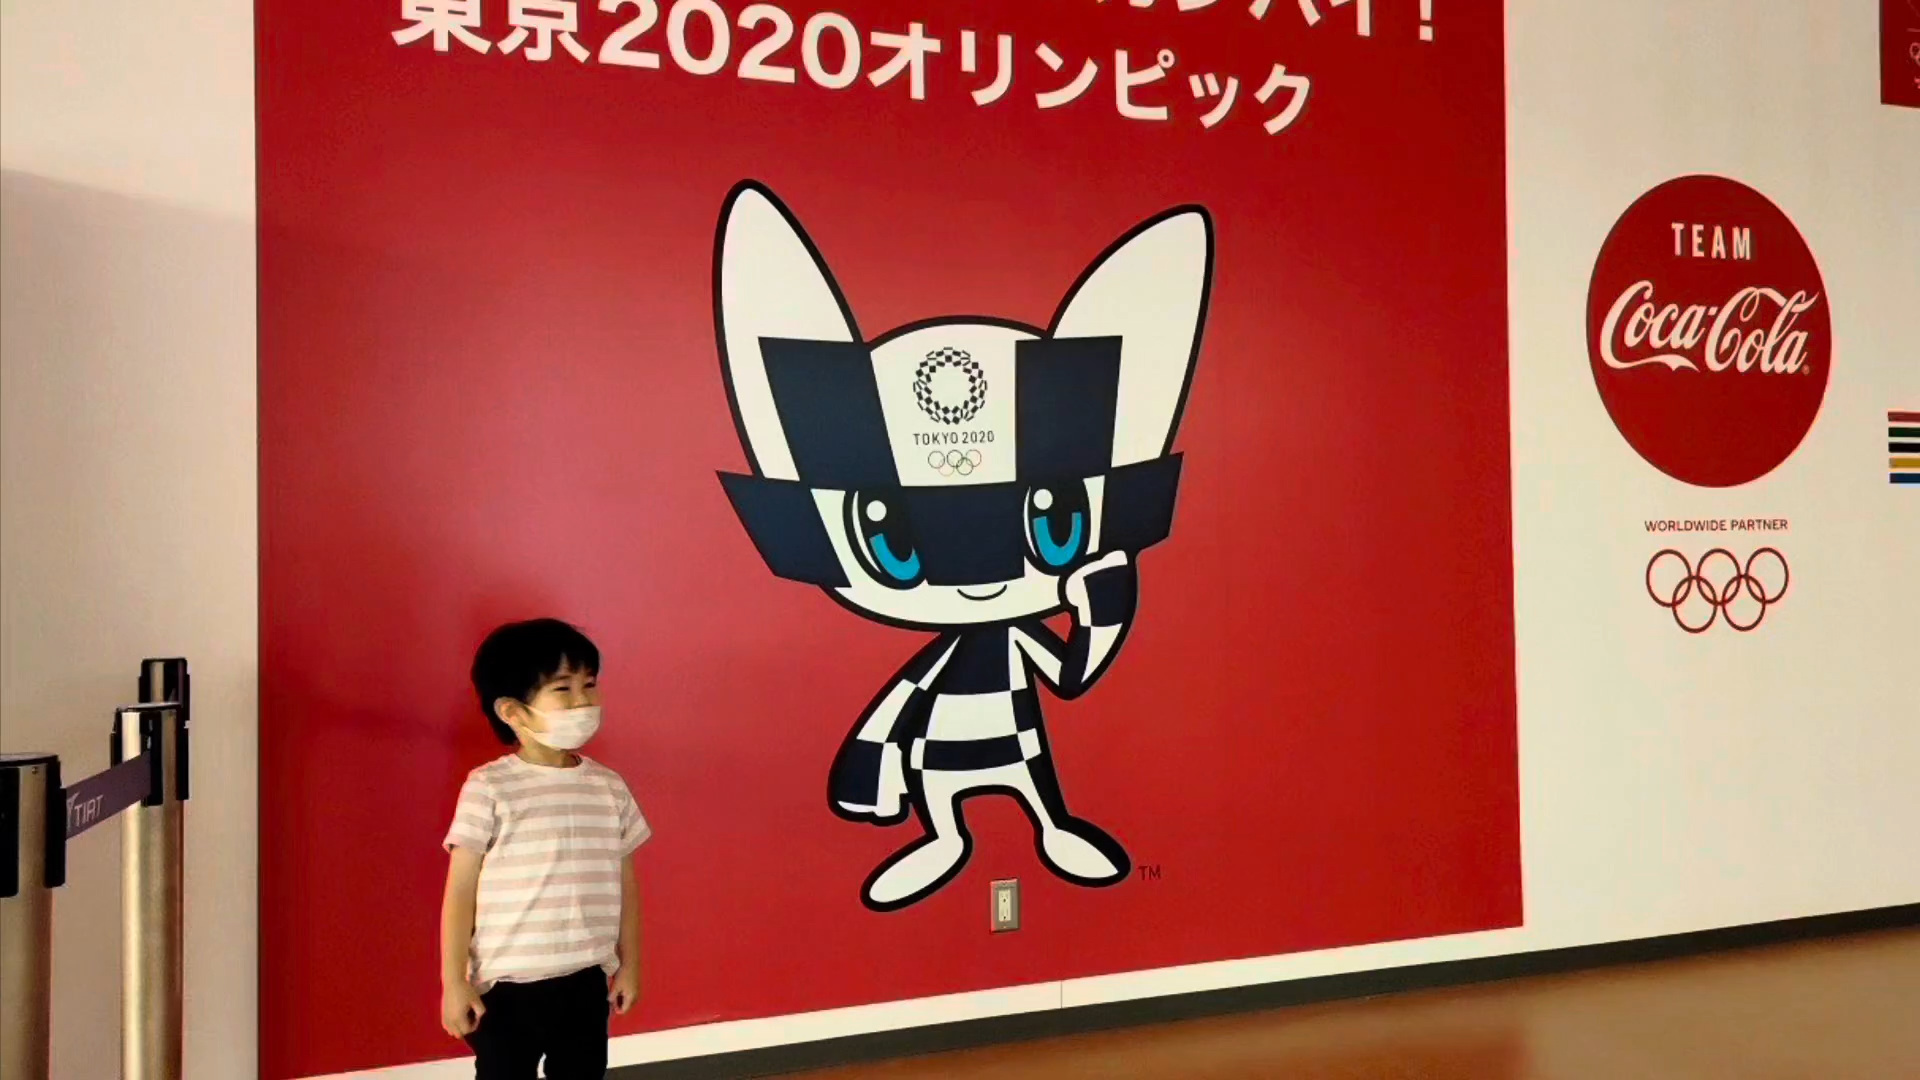 東京2020オリンピック
TOKYO 2020
TM
TEAM
Coca-Cola
WORLDWIDE PARTNER
TIAT